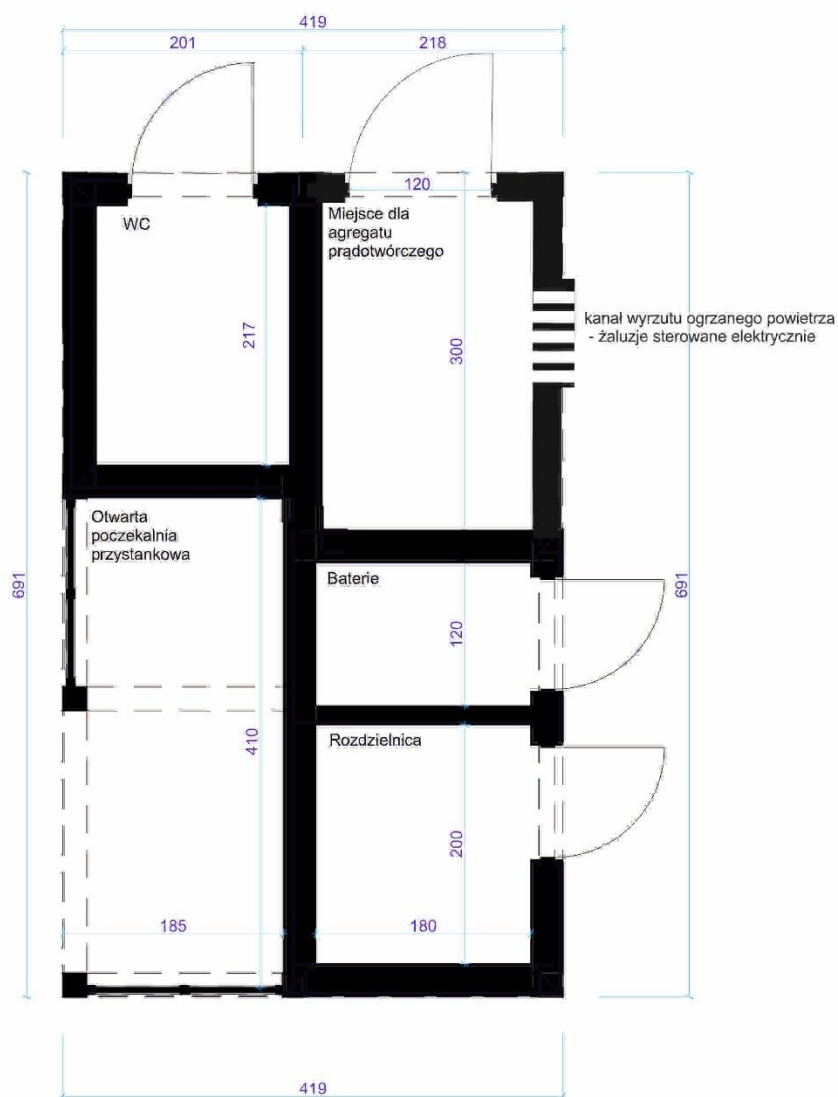 419
201
218
120
WC
Miejsce dla
agregatu
prądotwórczego
kanał wyrzutu ogrzanego powietrza
- żaluzje sterowane elektrycznie
217
300
Otwarta
poczekalnia
przystankowa
Baterie
691
691
120
410
Rozdzielnica
200
185
180
419